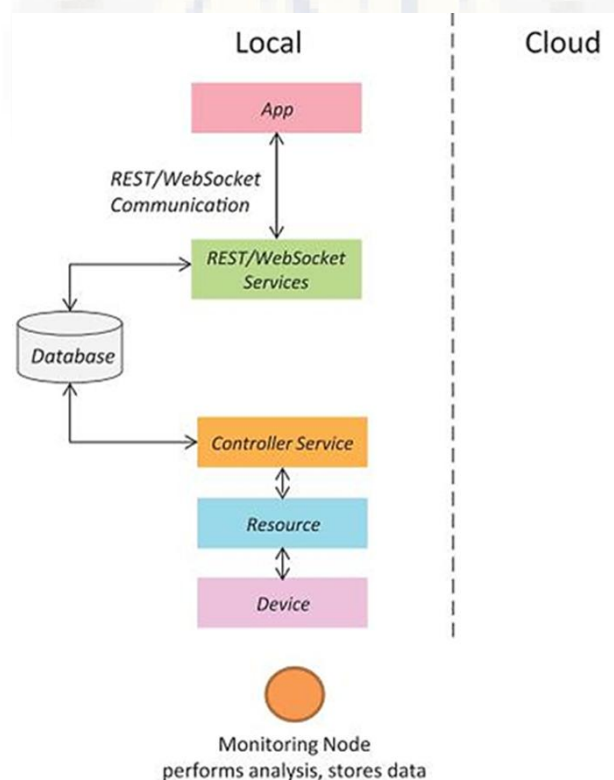 Local
Cloud
App
REST/WebSocket
Communication
REST/WebSocket
Services
Database
Controller Service
Resource
Device
Monitoring Node
performs analysis, stores data